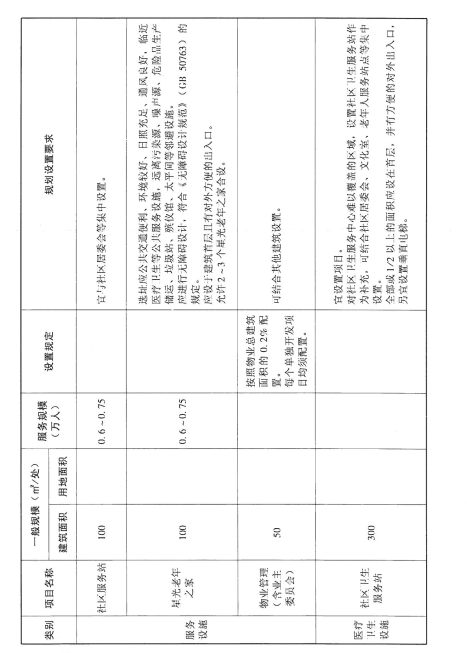 类别
项目名称
一般规模（㎡/处）
建筑面积
用地面积
服务规模
（万人）
设置规定
规划设置要求
服务
设施
社区服务站
100
0.6~0.75
宜与社区居委会等集中设置。
星光老年
之家
100
0.6~0.75
选址应公共交通便利、环境较好、日照充足、通风良好，临近
医疗卫生等公共服务设施，远离污染源、噪声源、危险品生产
储运、垃圾站、殡仪馆、太平间等邻避设施。
应进行无障碍设计，符合《无障碍设计规范》（GB 50763）的
规定。
应设于建筑首层且有对外方便的出入口。
允许2~3个星光老年之家合设。
物业管理
（含业主
委员会）
50
按照物业总建筑
面积的0.2%配
置。
每个单独开发项
目均须配置。
可结合其他建筑设置。
医疗
卫生
设施
社区卫生
服务站
300
宜设置项目。
对社区卫生服务中心难以覆盖的区域，设置社区卫生服务站作
为补充，可结合社区居委会、文化室、老年人服务站点等集中
设置。
全部或1/2以上的面积应设在首层，并有方便的对外出入口，
另宜设置垂直电梯。